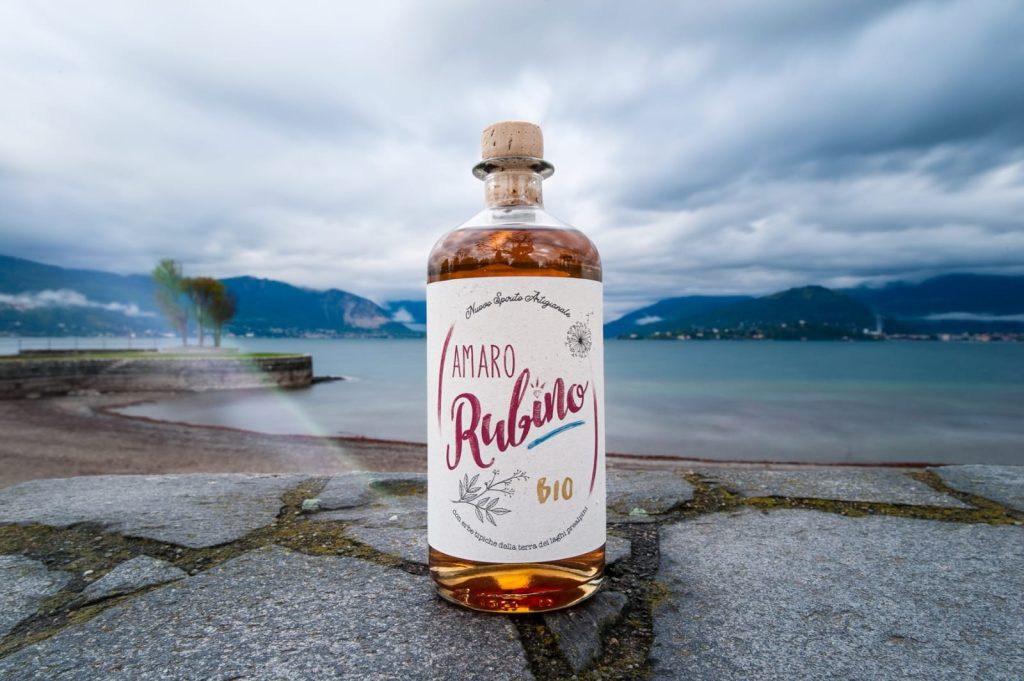 Nuovo Spirito Artigianale
AMARO
Rubino
BIO
con erbe tipiche della terra dei laghi prealpini